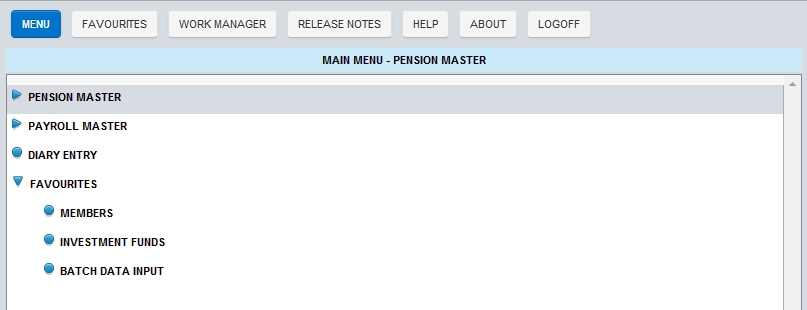 MENU FAVOURITES WORK MANAGER RELEASE NOTES HELP ABOUT LOGOFF
MAIN MENU - PENSION MASTER
PENSION MASTER
PAYROLL MASTER
DIARY ENTRY
FAVOURITES
MEMBERS
INVESTMENT FUNDS
BATCH DATA INPUT